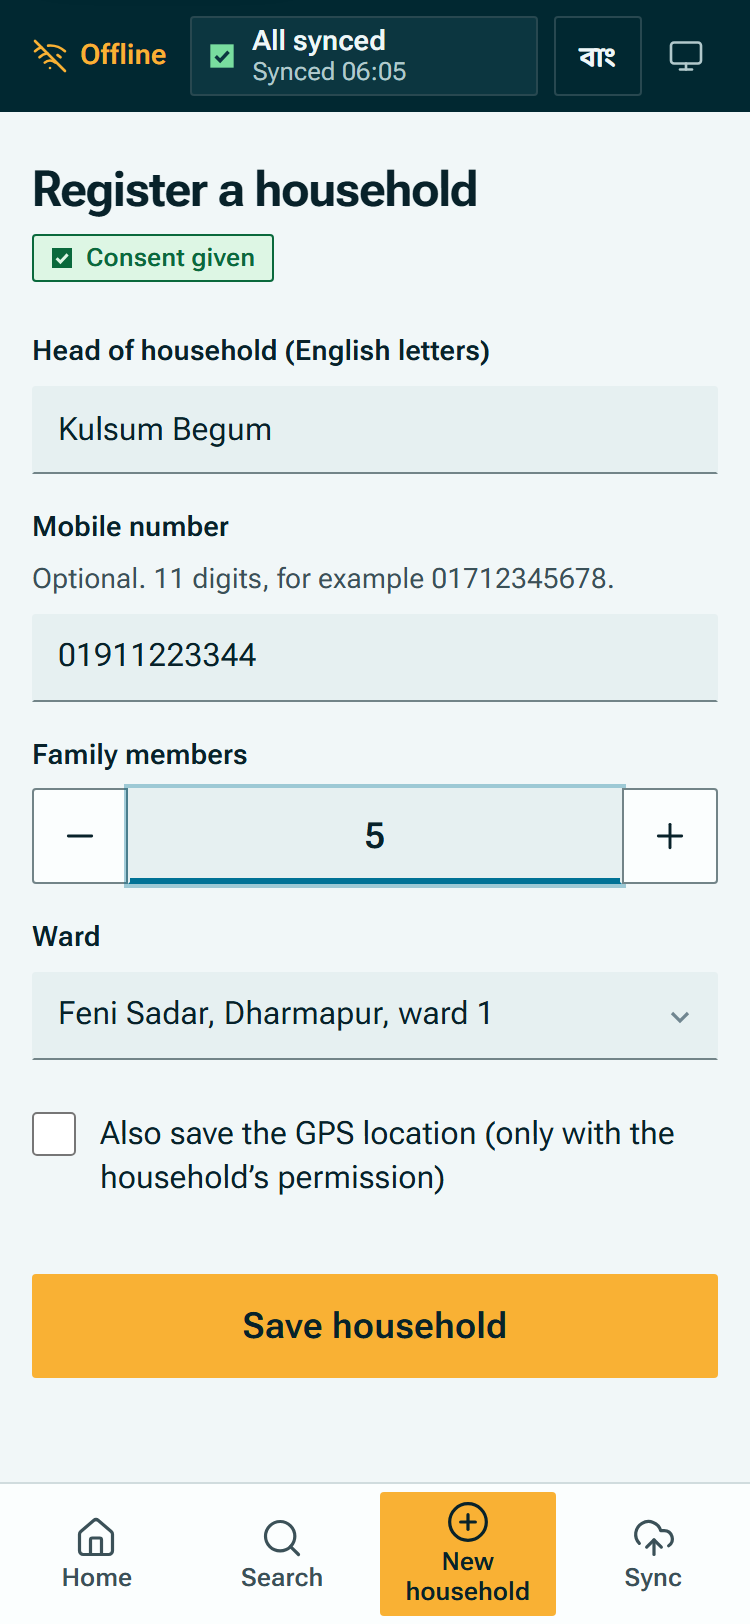 Offline
All synced
Synced 06:05
বাং
Register a household
Consent given
Head of household (English letters)
Kulsum Begum
Mobile number
Optional. 11 digits, for example 01712345678.
01911223344
Family members
5
Ward
Feni Sadar, Dharmapur, ward 1
Also save the GPS location (only with the
household’s permission)
Save household
Home
Search
New
household
Sync